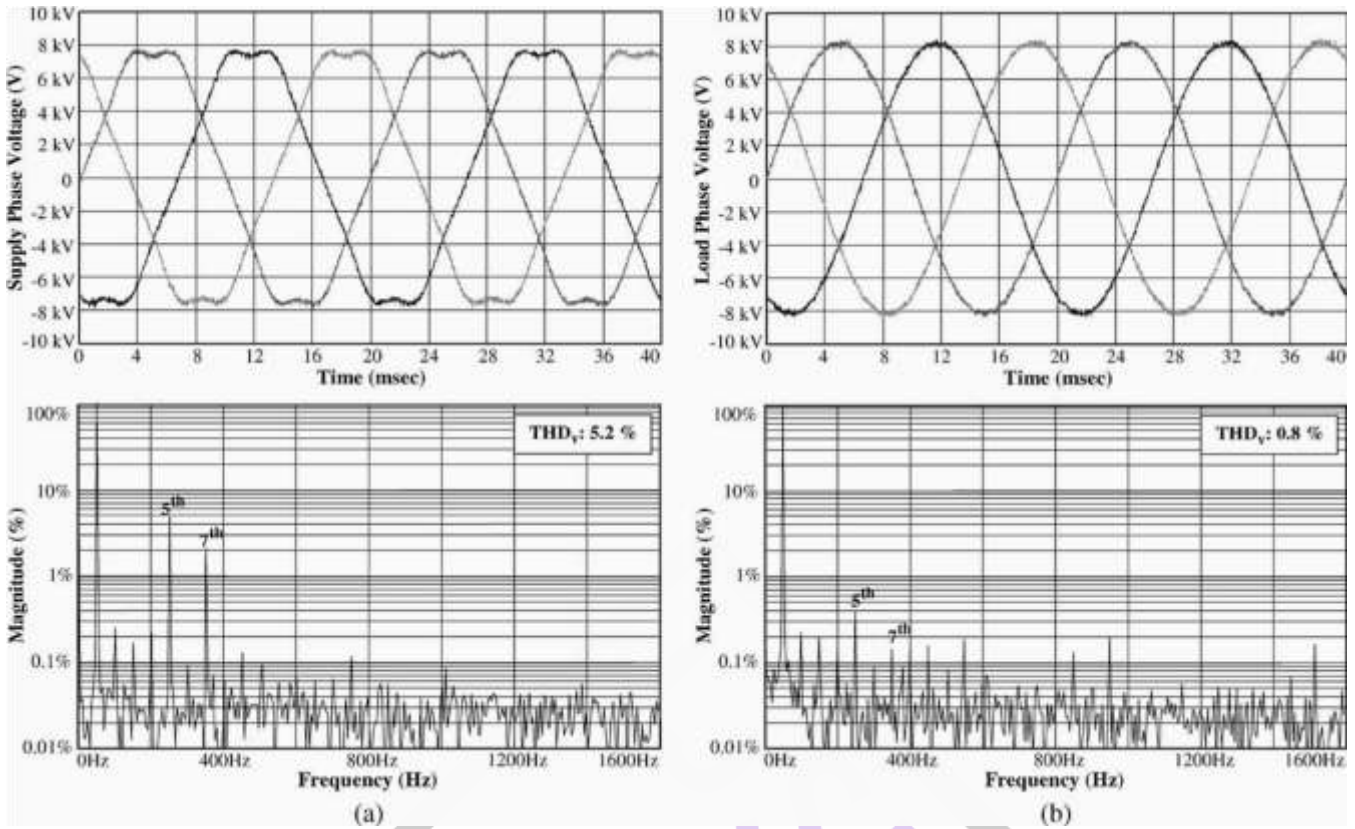 Supply Phase Voltage (V)
10 kV
8 kV
6 kV
4 kV
2 kV
0
-2 kV
-4 kV
-6 kV
-8 kV
-10 kV
0 4 8 12 16 20 24 28 32 36 40
Time (msec)
Load Phase Voltage (V)
10 kV
8 kV
6 kV
4 kV
2 kV
0
-2 kV
-4 kV
-6 kV
-8 kV
-10 kV
0 4 8 12 16 20 24 28 32 36 40
Time (msec)
Magnitude (%)
100%
10%
1%
0.1%
0.01%
THDv: 5.2 %
5th
7th
0Hz 400Hz 800Hz 1200Hz 1600Hz
Frequency (Hz)
(a)
Magnitude (%)
100%
10%
1%
0.1%
0.01%
THDv: 0.8 %
5th
7th
0Hz 400Hz 800Hz 1200Hz 1600Hz
Frequency (Hz)
(b)